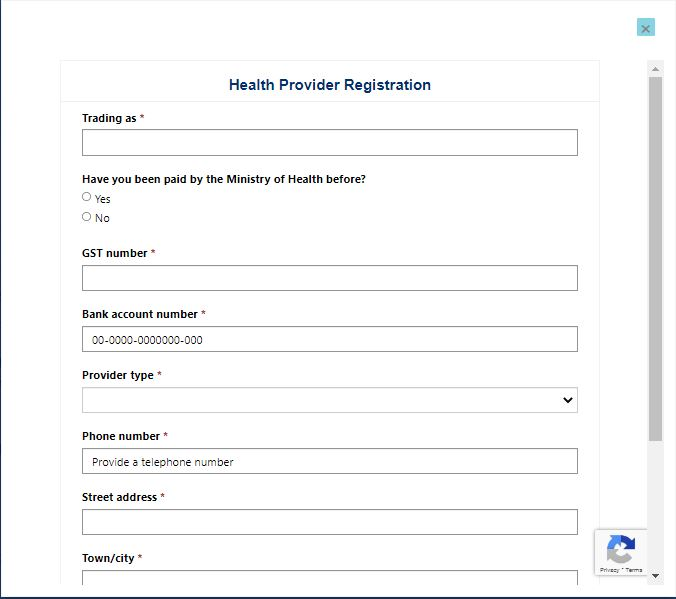 Health Provider Registration
Trading as *
Have you been paid by the Ministry of Health before?
Yes
No
GST number *
Bank account number *
00-0000-0000000-000
Provider type *
Phone number *
Provide a telephone number
Street address *
Town/city *
Privacy - Terms